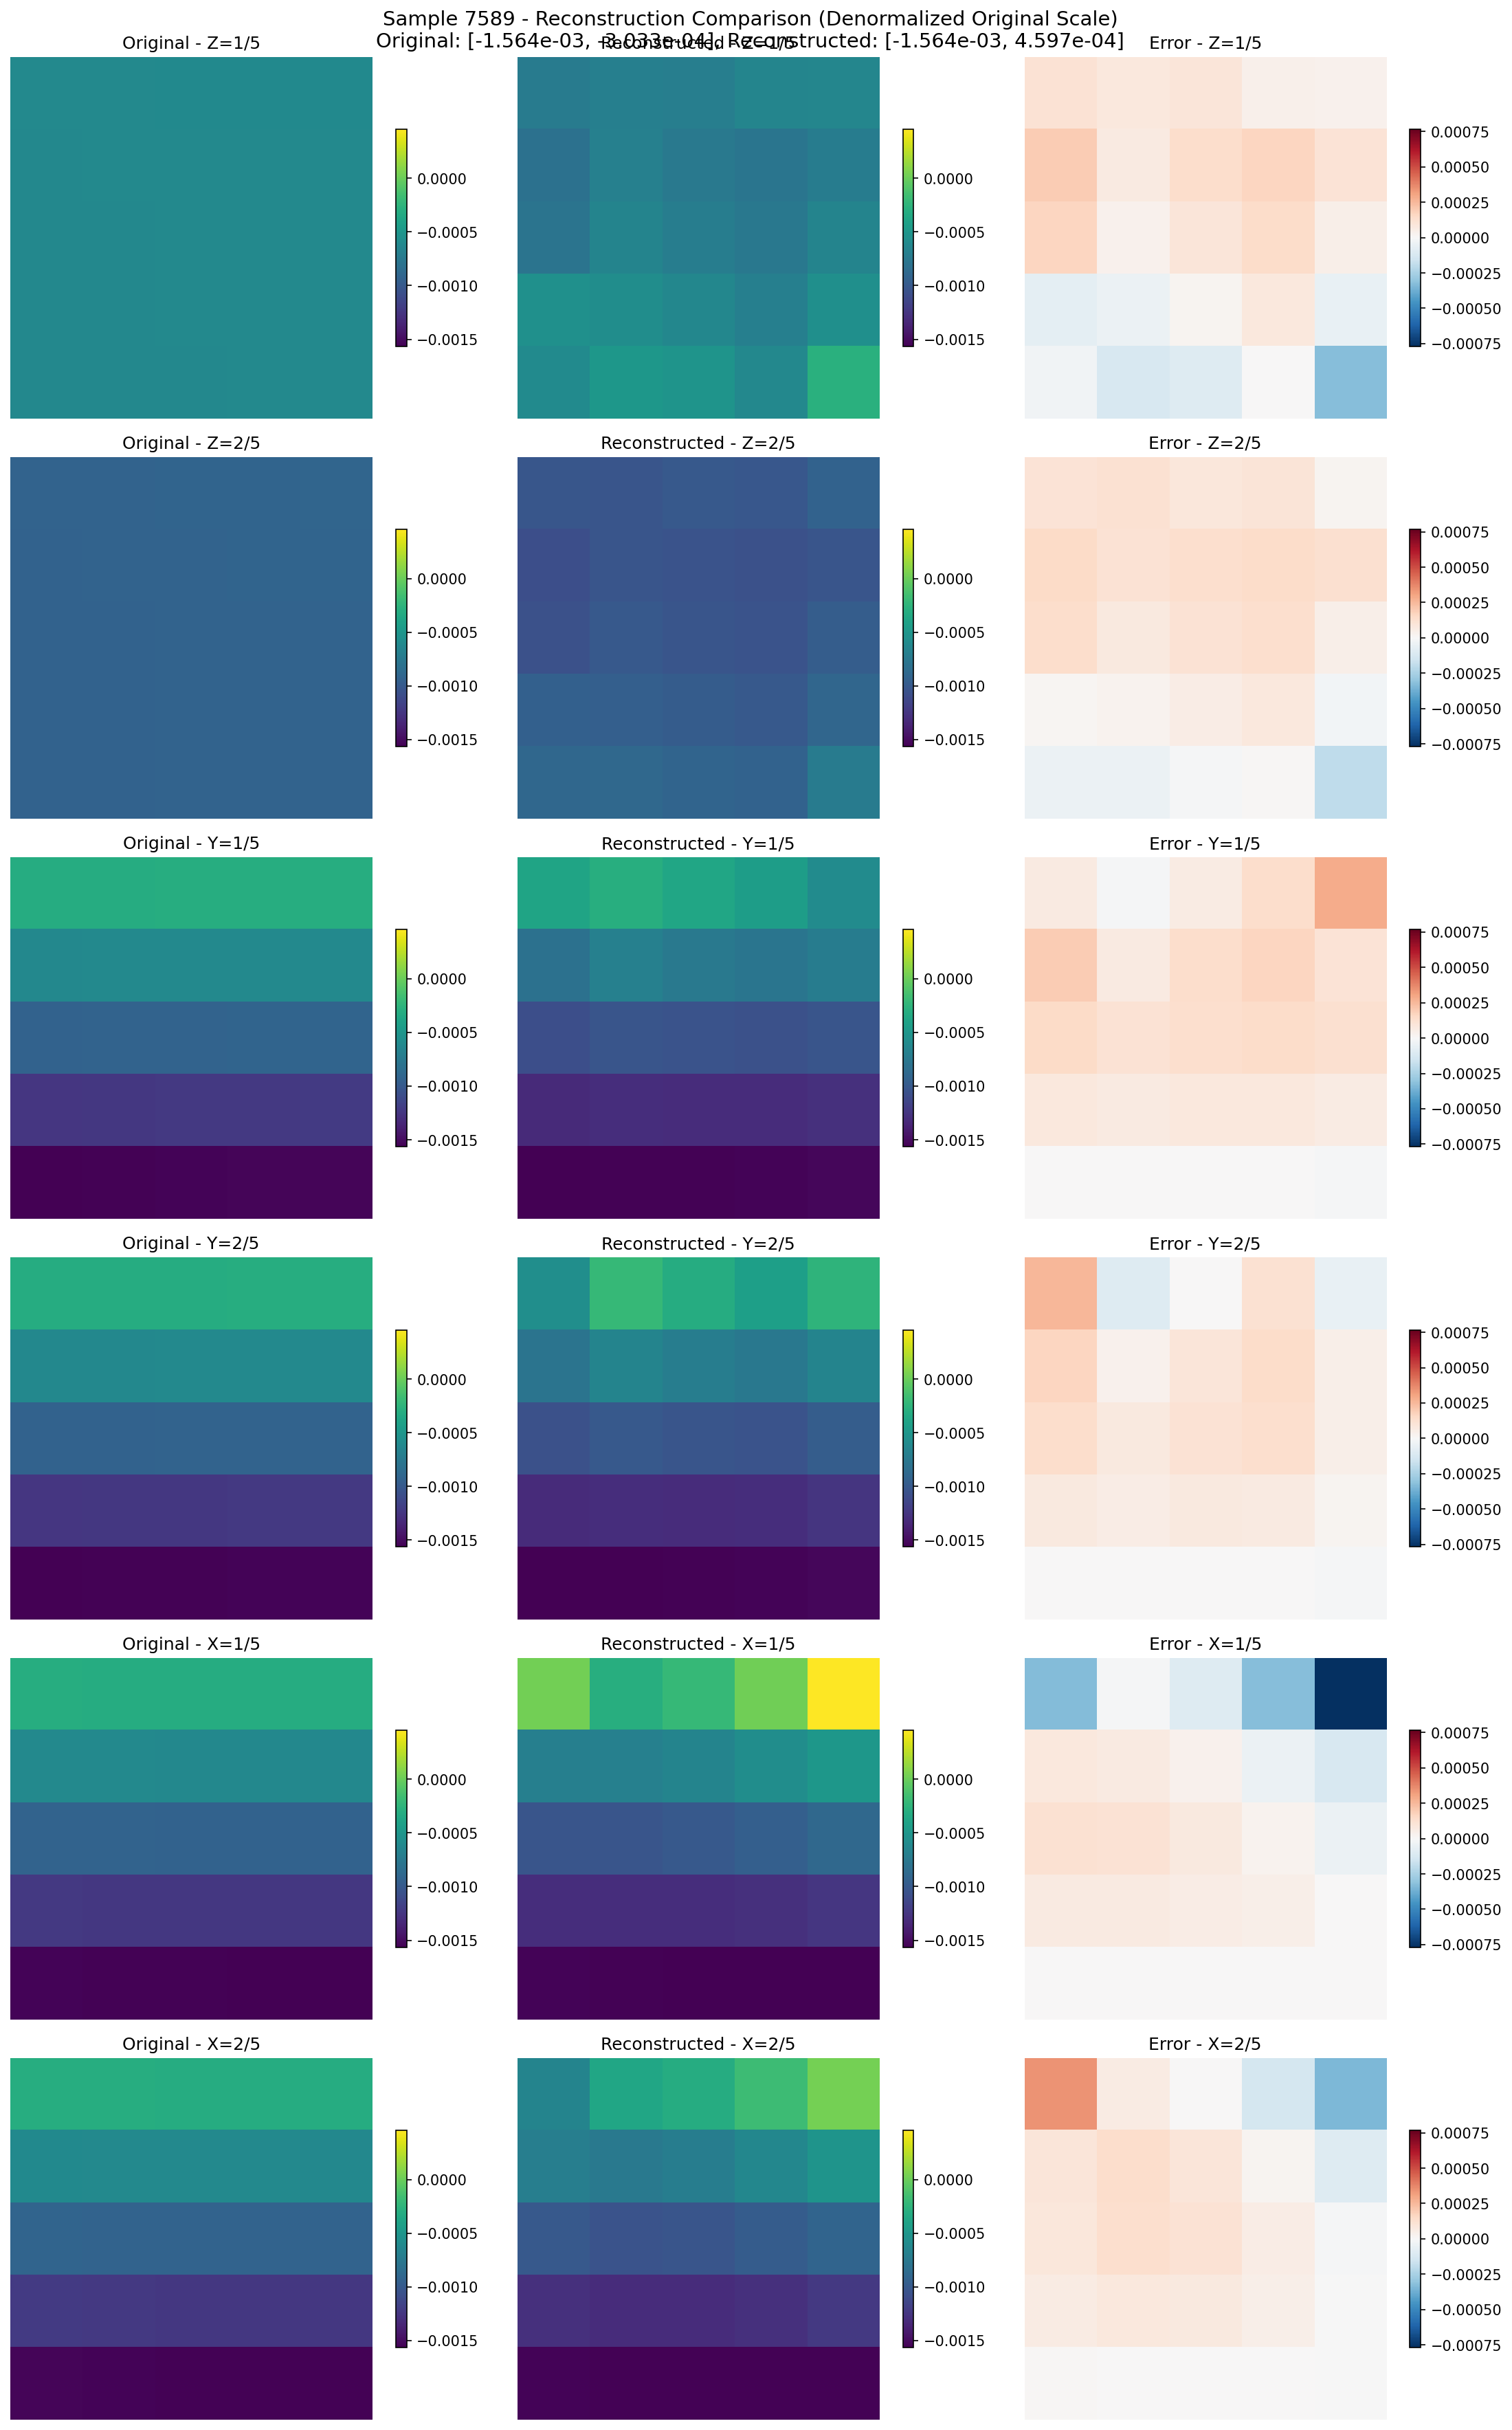 Sample 7589 - Reconstruction Comparison (Denormalized Original Scale)
Original: [-1.564e-03, -3.033e-04], Reconstructed: [-1.564e-03, 4.597e-04]
Original - Z=1/5 Reconstructed - Z=1/5 Error - Z=1/5
0.0000 0.0000 0.00075
−0.0005 −0.0005 0.00050
−0.0010 −0.0010 0.00025
−0.0015 −0.0015 0.00000
−0.00025
−0.00050
−0.00075
Original - Z=2/5 Reconstructed - Z=2/5 Error - Z=2/5
0.0000 0.0000 0.00075
−0.0005 −0.0005 0.00050
−0.0010 −0.0010 0.00025
−0.0015 −0.0015 0.00000
−0.00025
−0.00050
−0.00075
Original - Y=1/5 Reconstructed - Y=1/5 Error - Y=1/5
0.0000 0.0000 0.00075
−0.0005 −0.0005 0.00050
−0.0010 −0.0010 0.00025
−0.0015 −0.0015 0.00000
−0.00025
−0.00050
−0.00075
Original - Y=2/5 Reconstructed - Y=2/5 Error - Y=2/5
0.0000 0.0000 0.00075
−0.0005 −0.0005 0.00050
−0.0010 −0.0010 0.00025
−0.0015 −0.0015 0.00000
−0.00025
−0.00050
−0.00075
Original - X=1/5 Reconstructed - X=1/5 Error - X=1/5
0.0000 0.0000 0.00075
−0.0005 −0.0005 0.00050
−0.0010 −0.0010 0.00025
−0.0015 −0.0015 0.00000
−0.00025
−0.00050
−0.00075
Original - X=2/5 Reconstructed - X=2/5 Error - X=2/5
0.0000 0.0000 0.00075
−0.0005 −0.0005 0.00050
−0.0010 −0.0010 0.00025
−0.0015 −0.0015 0.00000
−0.00025
−0.00050
−0.00075